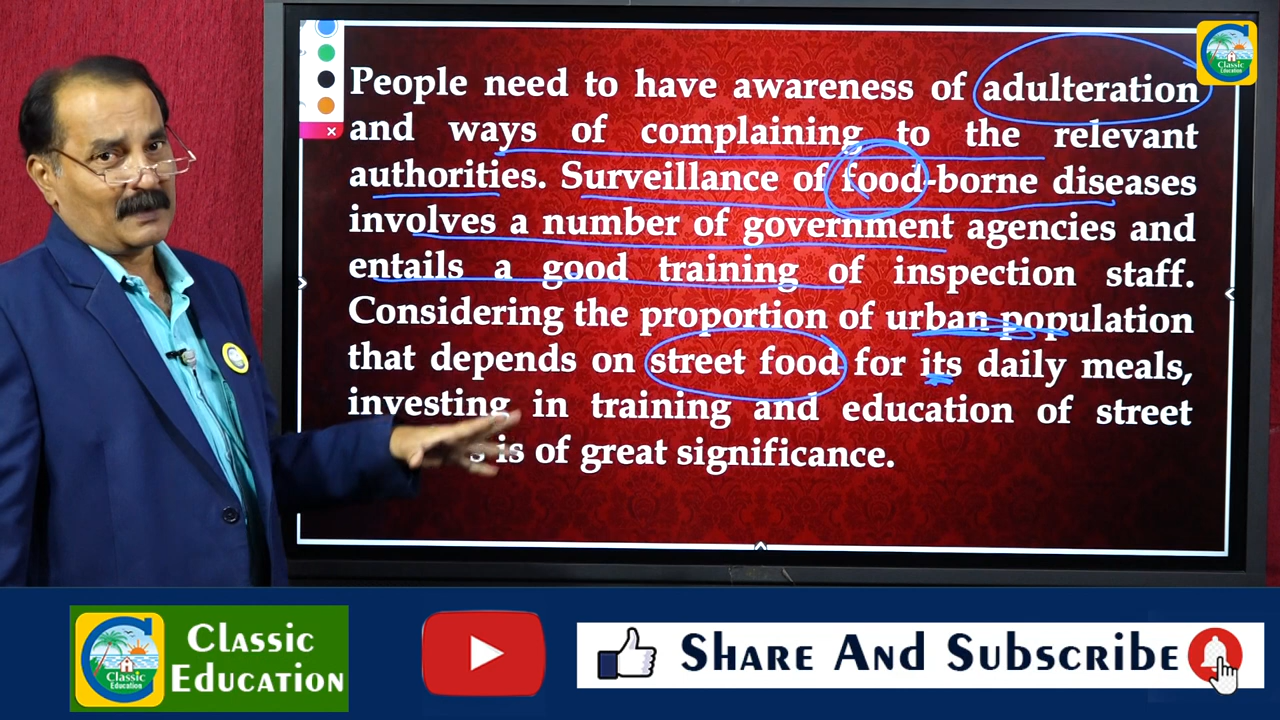 People need to have awareness of adulteration
and ways of complaining to the relevant
authorities. Surveillance of food-borne diseases
involves a number of government agencies and
entails a good training of inspection staff.
Considering the proportion of urban population
that depends on street food for its daily meals,
investing in training and education of street
is of great significance.
Classic
Education
Classic
Education
Classic
Education
Share And Subscribe